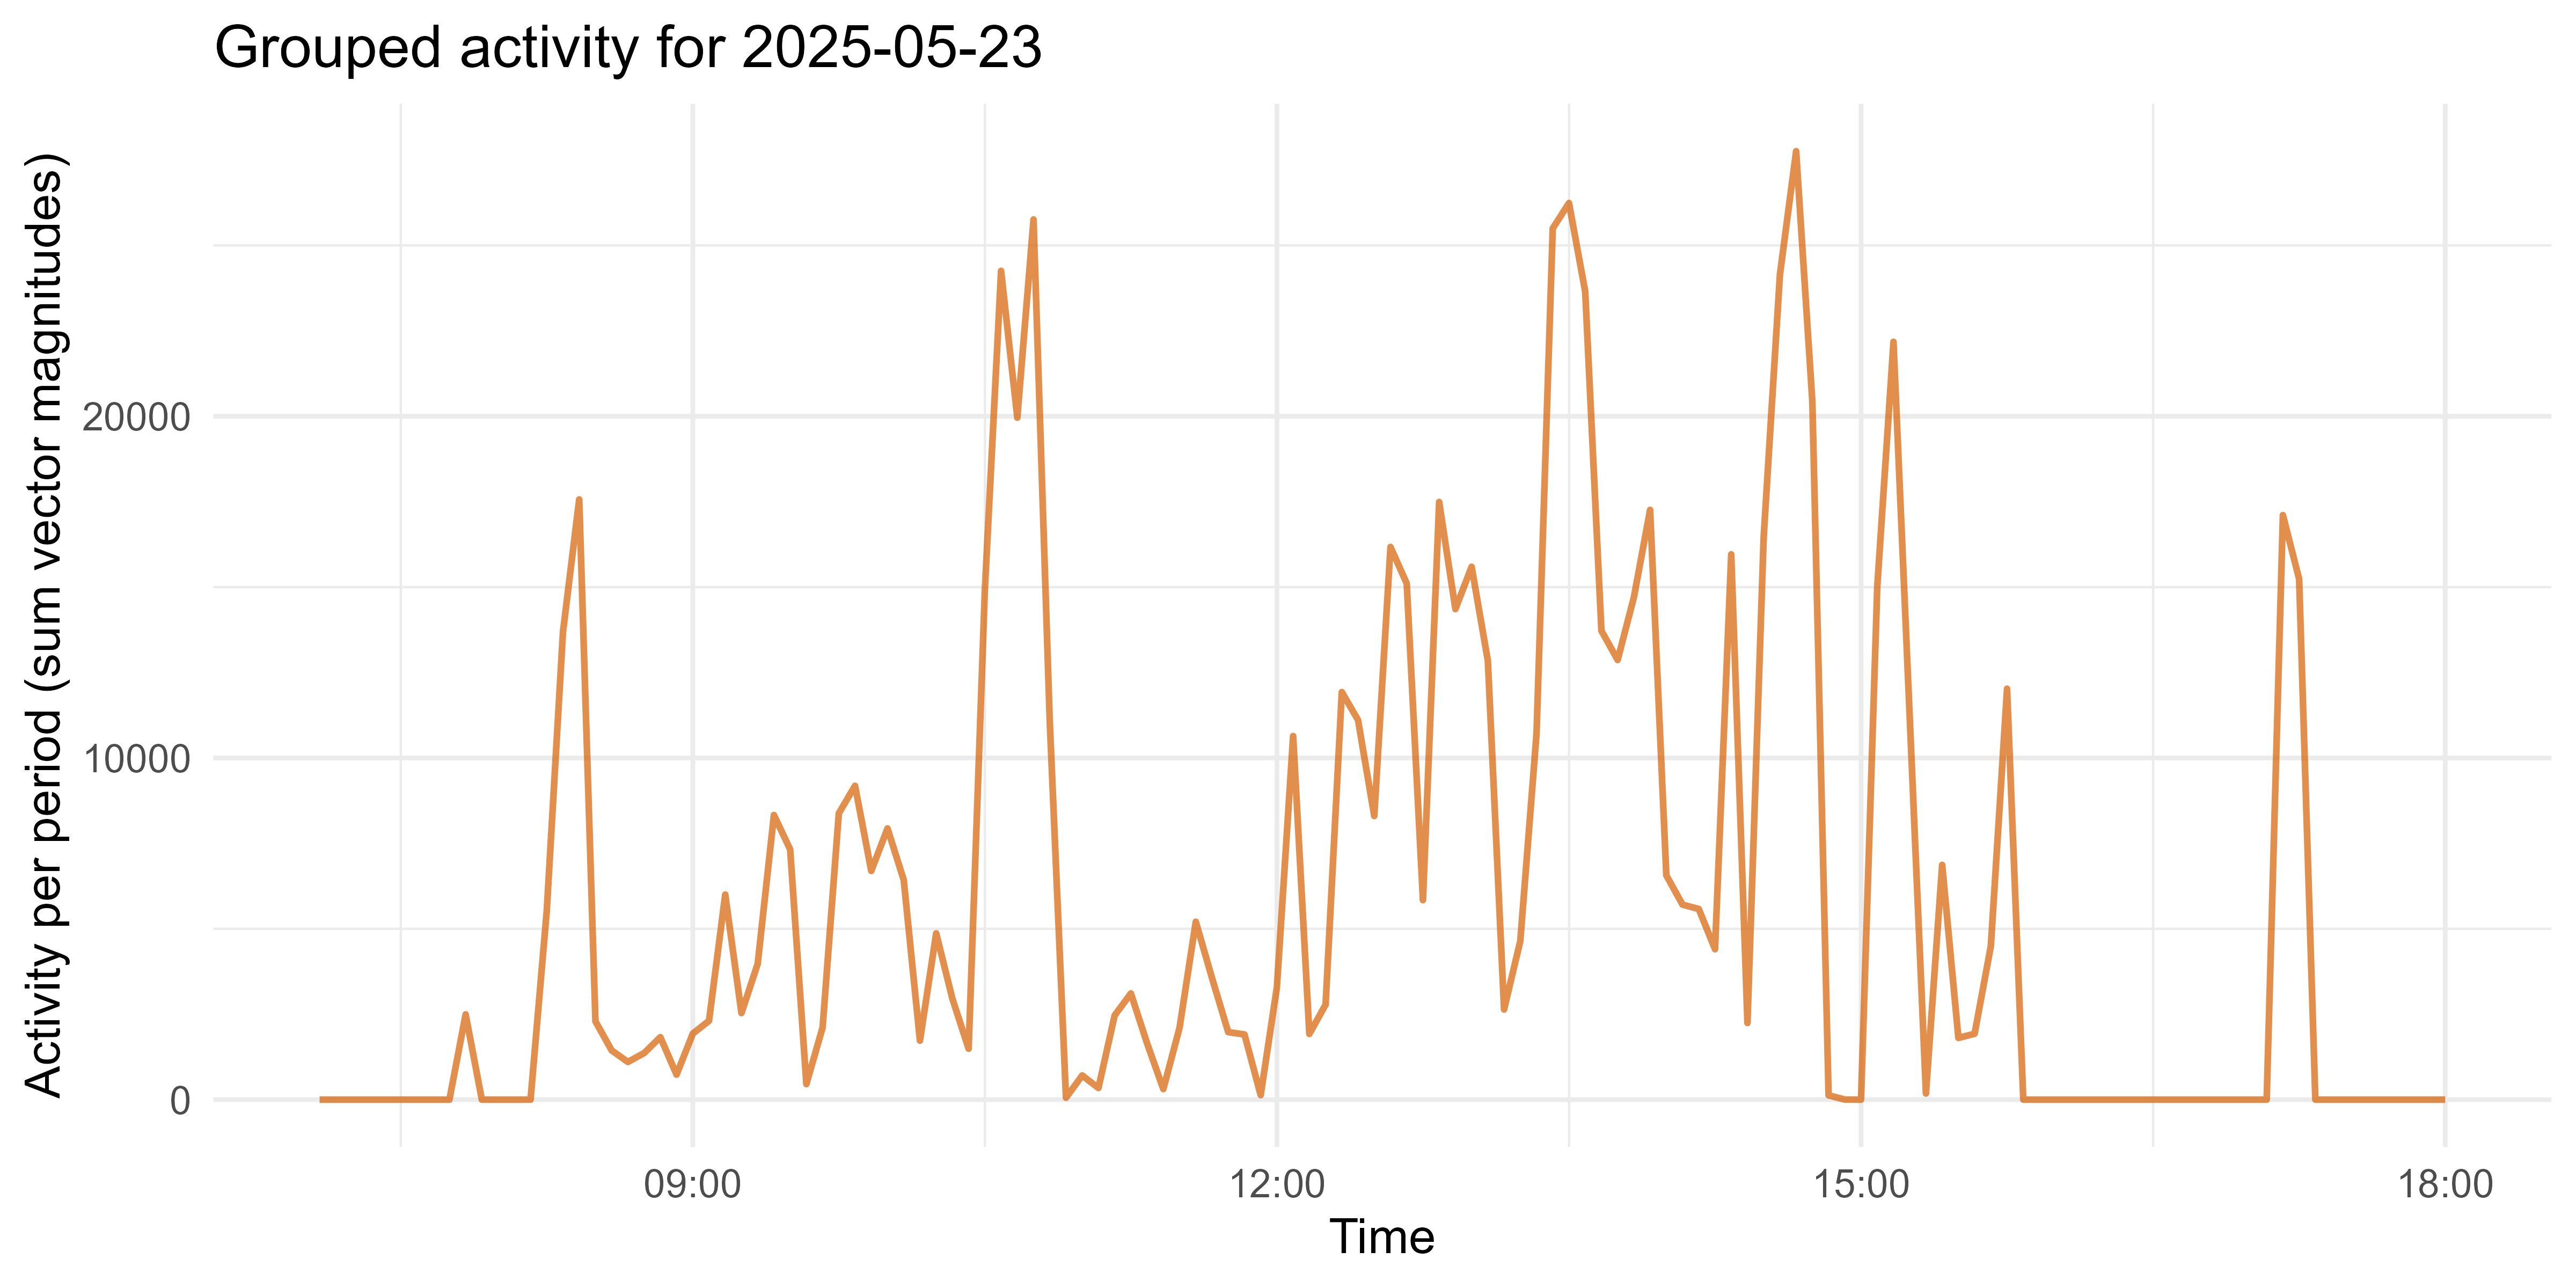 Grouped activity for 2025-05-23
Activity per period (sum vector magnitudes)
20000
10000
0
09:00
12:00
15:00
18:00
Time